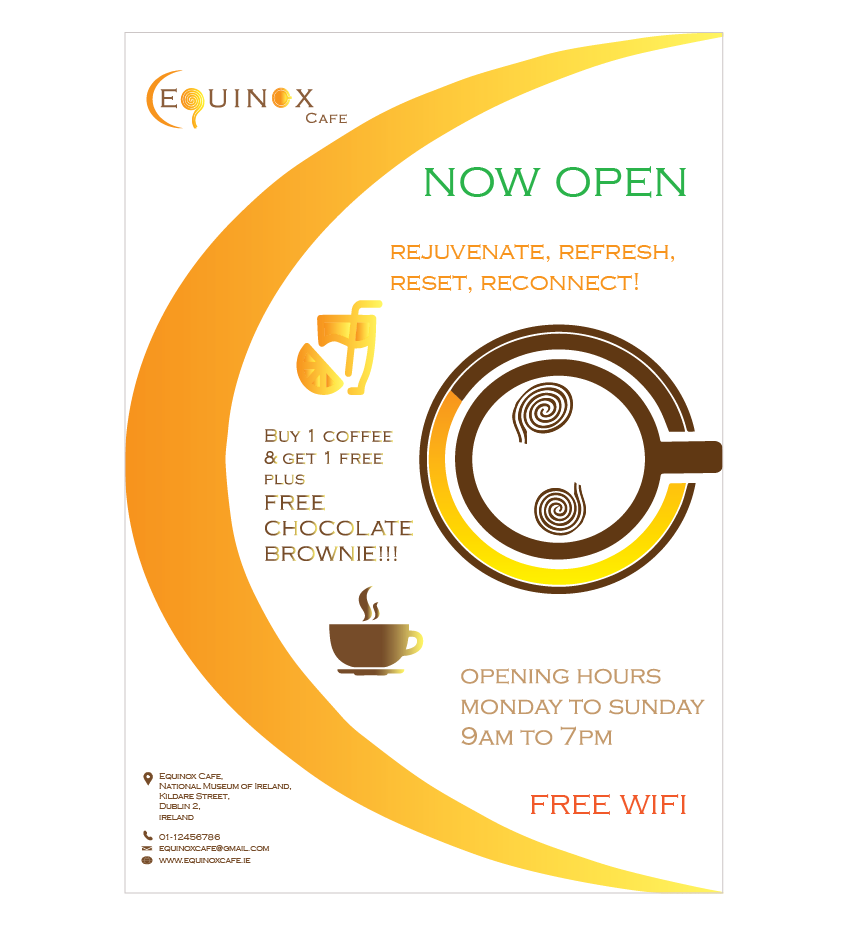 EQUINOX
CAFE
NOW OPEN
REJUVENATE, REFRESH,
RESET, RECONNECT!
BUY 1 COFFEE
& GET 1 FREE
PLUS
FREE
CHOCOLATE
BROWNIE!!!
OPENING HOURS
MONDAY TO SUNDAY
9AM TO 7PM
FREE WIFI
EQUINOX CAFE,
NATIONAL MUSEUM OF IRELAND,
KILDARE STREET,
DUBLIN 2,
IRELAND
01-12456786
EQUINOXCAFE@GMAIL.COM
WWW.EQUINOXCAFE.IE